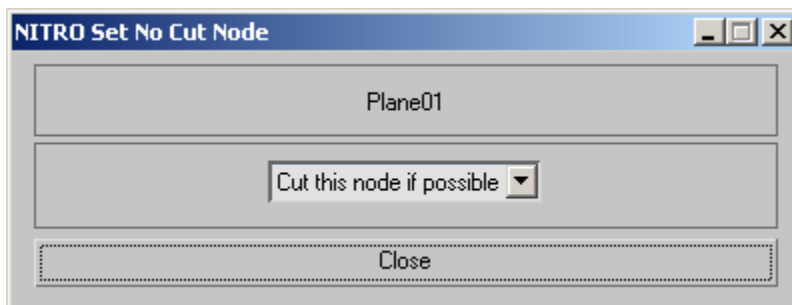 NITRO Set No Cut Node
Plane01
Cut this node if possible
Close